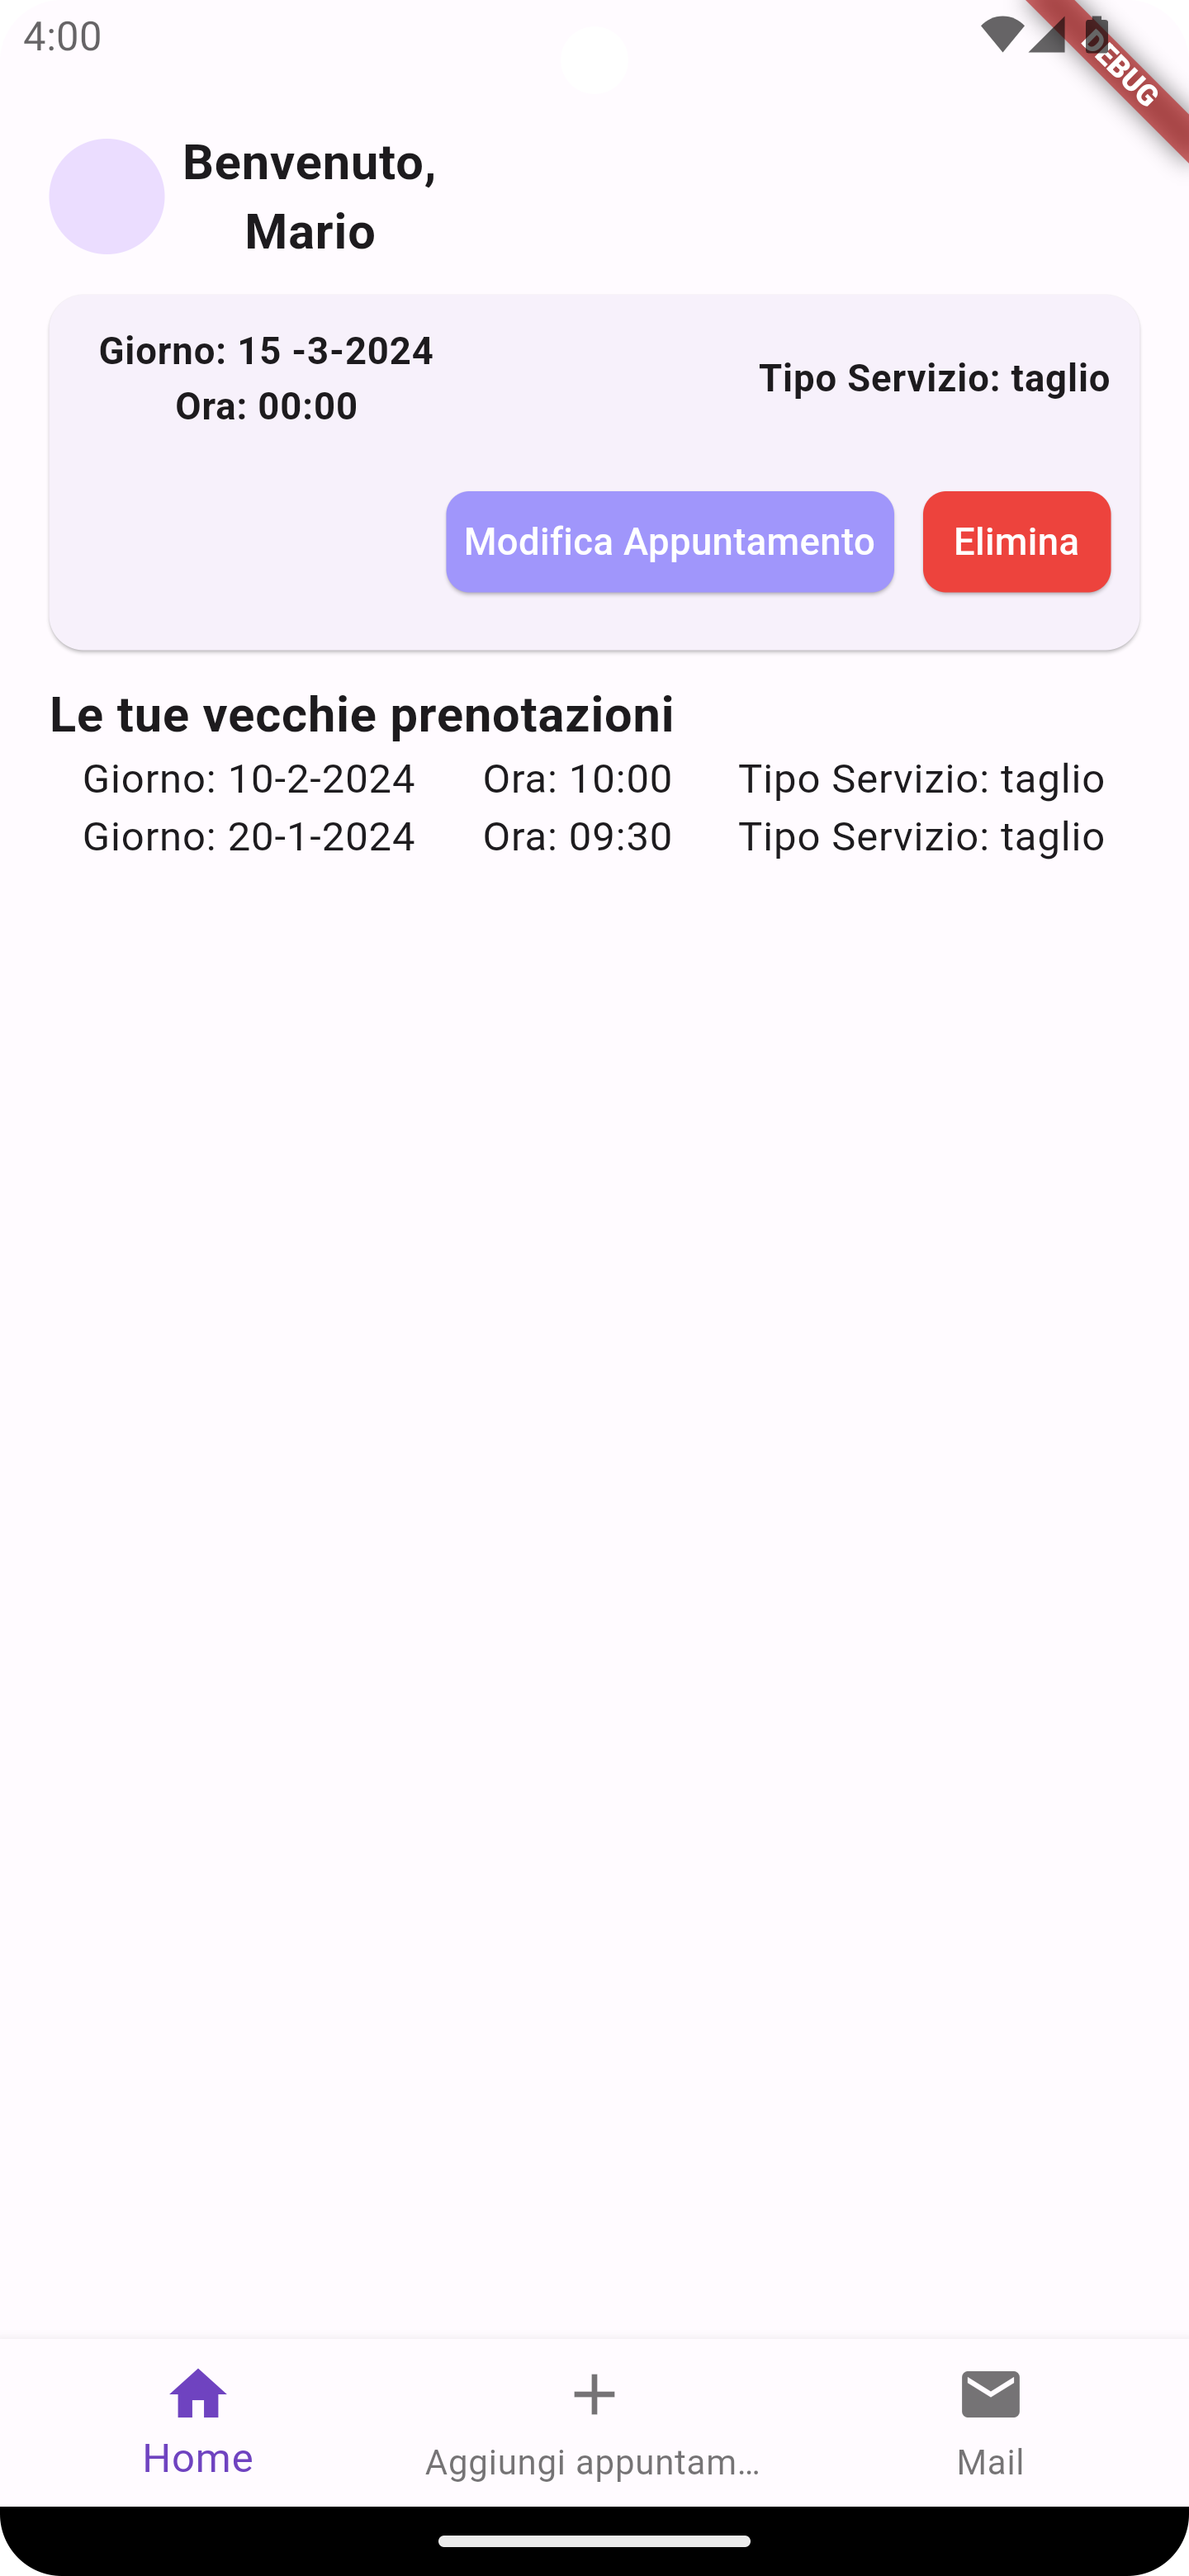 4:00
DEBUG
Benvenuto,
Mario
Giorno: 15 -3-2024
Ora: 00:00
Tipo Servizio: taglio
Modifica Appuntamento
Elimina
Le tue vecchie prenotazioni
Giorno: 10-2-2024 Ora: 10:00 Tipo Servizio: taglio
Giorno: 20-1-2024 Ora: 09:30 Tipo Servizio: taglio
Home
Aggiungi appuntam...
Mail